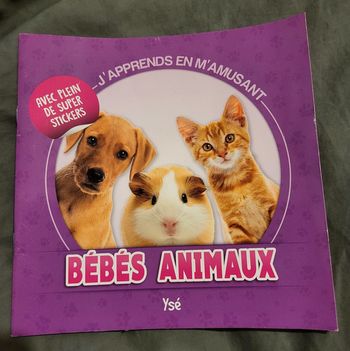 J'APPRENDS EN M'AMUSANT
AVEC PLEIN
DE SUPER
STICKERS
BÉBÉS ANIMAUX
Ysé